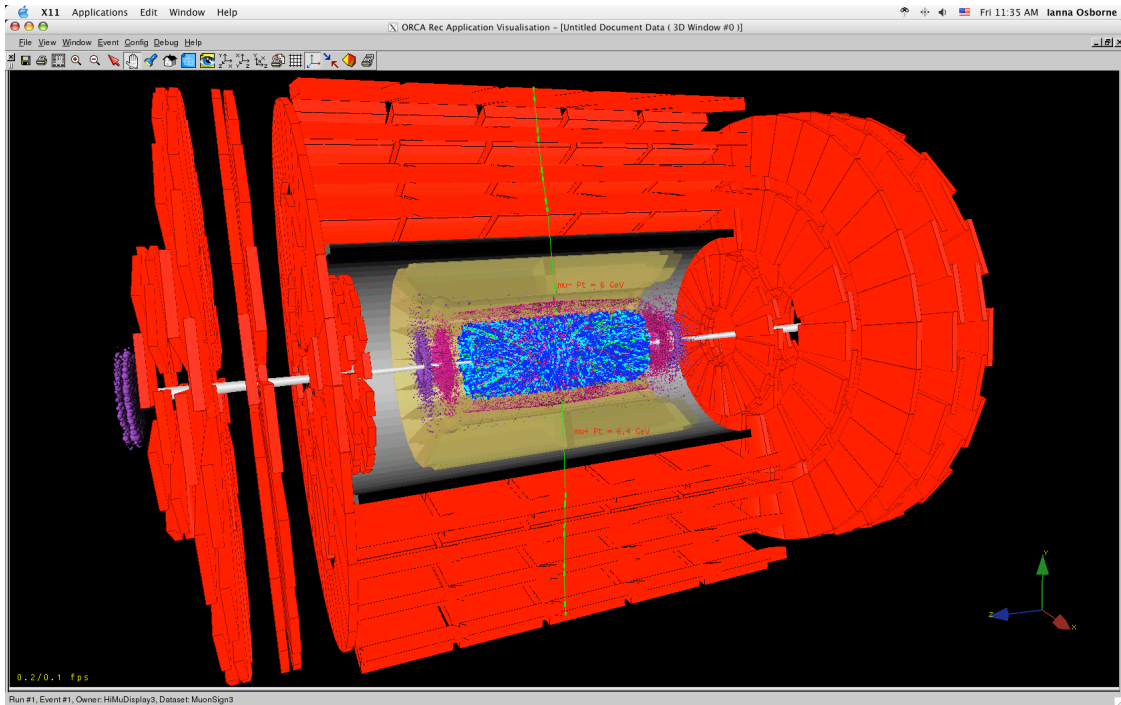 X11 Applications Edit Window Help Fri 11:35 AM Ianna Osborne
X ORCA Rec Application Visualisation - [Untitled Document Data ( 3D Window #0 )]
File View Window Event Config Debug Help
mu- Pt = 6 GeV
mu+ Pt = 6.4 GeV
Y
Z
X
0.2/0.1 fps
Run #1, Event #1, Owner: HiMuDisplay3, Dataset: MuonSign3